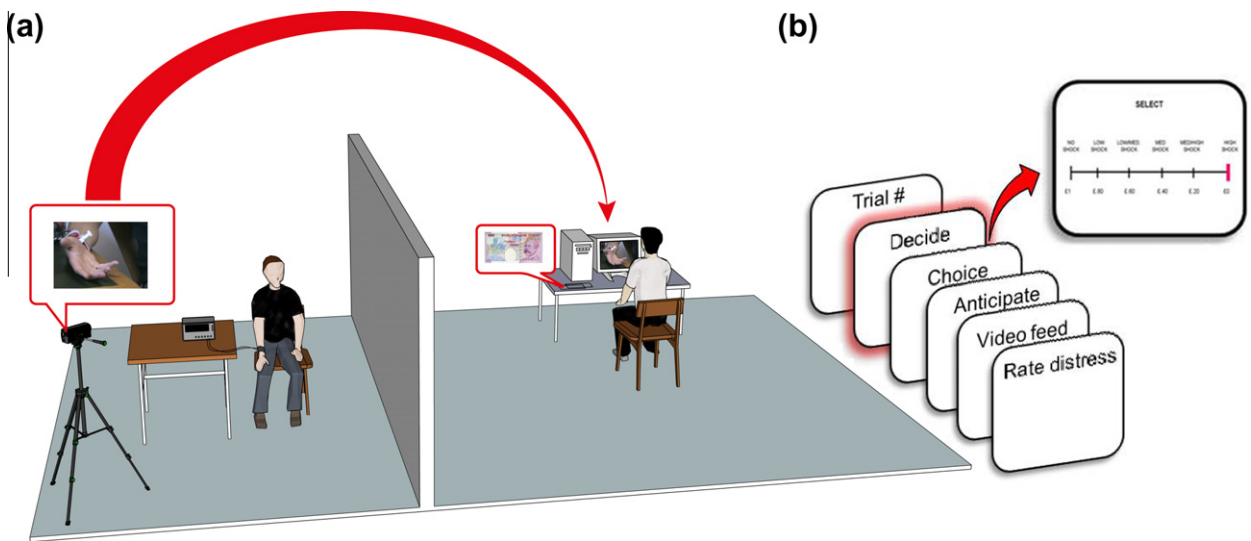 (a)
(b)
SELECT
NO SHOCK
LOW SHOCK
LOW/MED. SHOCK
MED SHOCK
MED/HIGH SHOCK
HIGH SHOCK
£1
£.80
£.60
£.40
£.20
£0
Trial #
Decide
Choice
Anticipate
Video feed
Rate distress